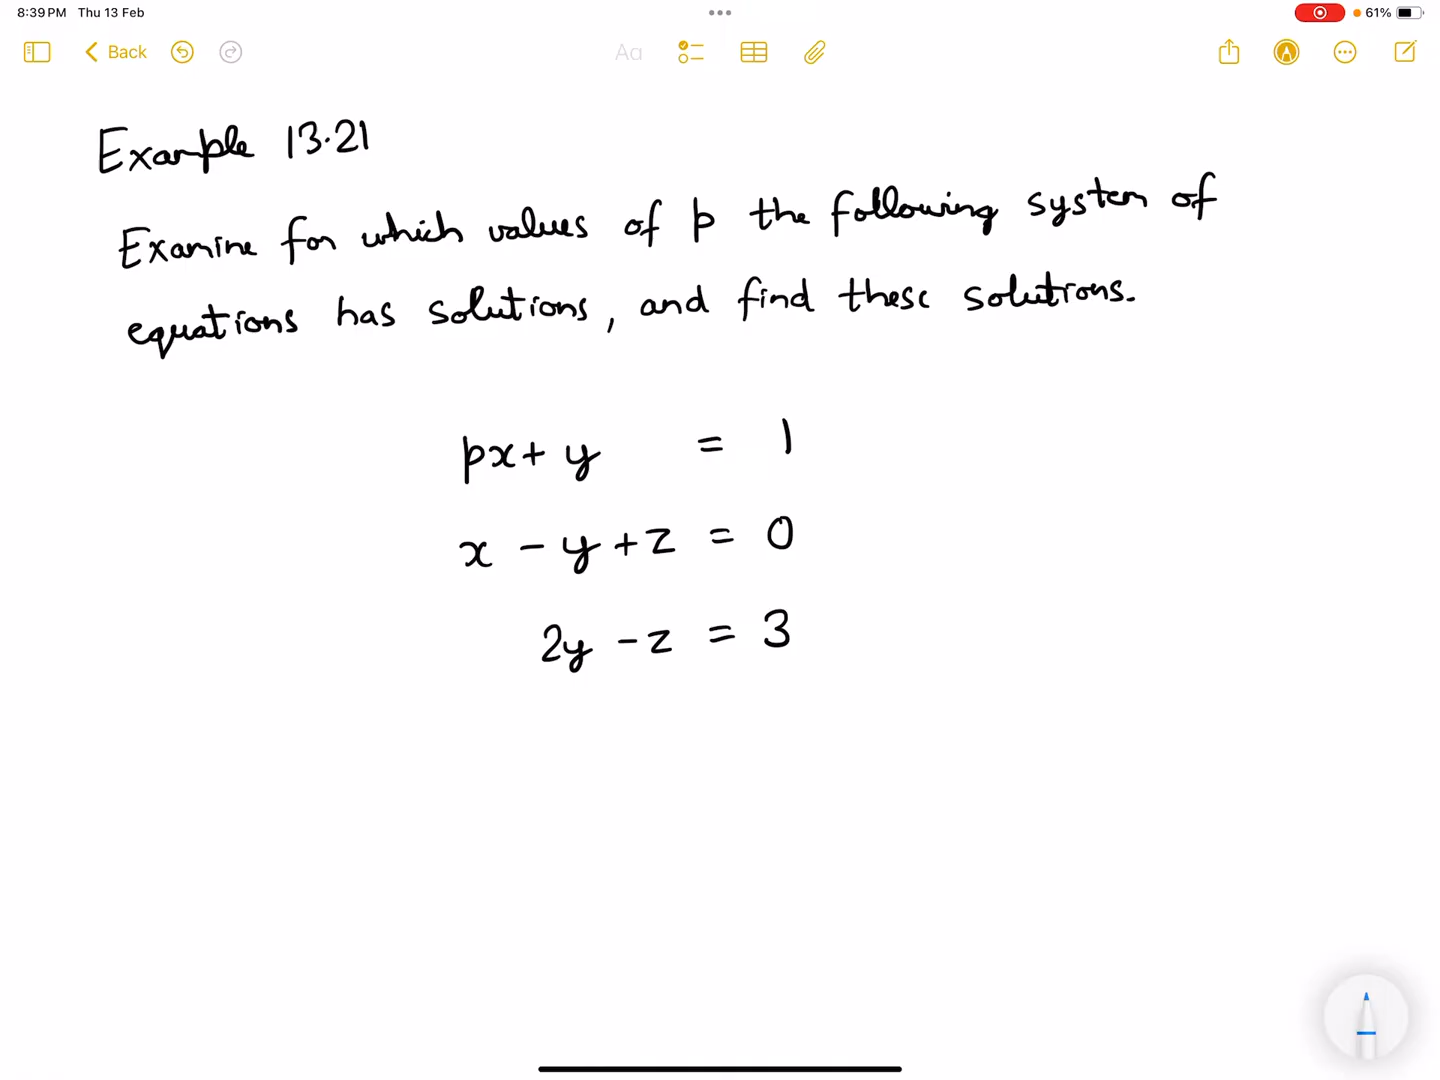 8:39 PM Thu 13 Feb
61%
Back
Aa
Example 13.21
Examine for which values of p the following system of
equations has solutions, and find these solutions.
px + y = 1
x - y + z = 0
2y - z = 3